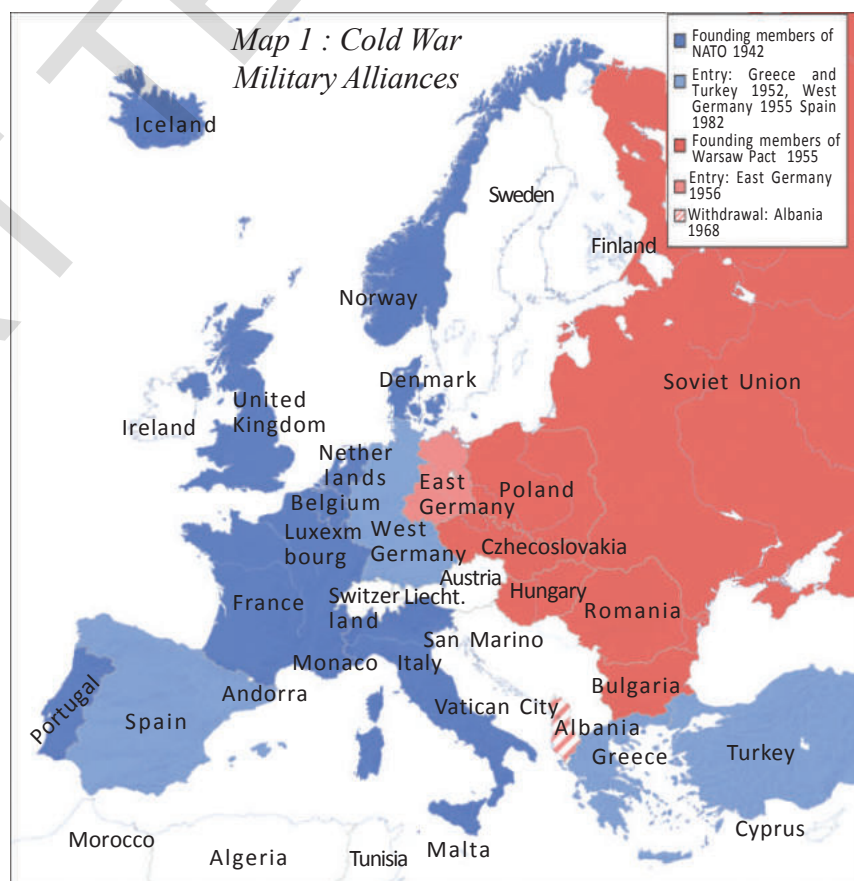 Map 1 : Cold War
Military Alliances
Founding members of
NATO 1942
Entry: Greece and
Turkey 1952, West
Germany 1955 Spain
1982
Founding members of
Warsaw Pact 1955
Entry: East Germany
1956
Withdrawal: Albania
1968
Iceland
Sweden
Finland
Norway
Soviet Union
Denmark
United
Kingdom
Ireland
Nether
lands
Belgium
East
Germany
Poland
Luxexm
bourg
West
Germany
Czhecoslovakia
Austria
Switzer
land
Liecht.
Hungary
France
Romania
San Marino
Monaco
Italy
Andorra
Bulgaria
Portugal
Spain
Vatican City
Albania
Greece
Turkey
Cyprus
Morocco
Algeria
Tunisia
Malta